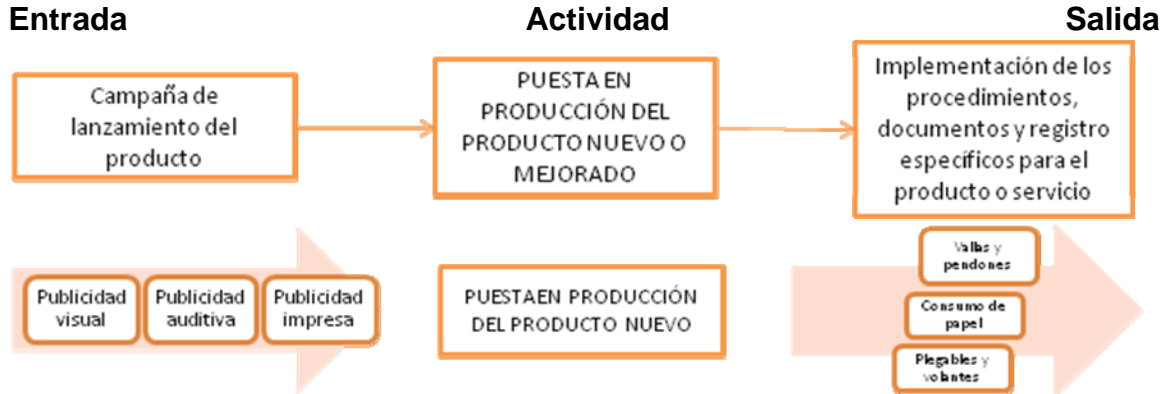 Entrada
Actividad
Salida
Campaña de
lanzamiento del
producto
PUESTA EN
PRODUCCIÓN DEL
PRODUCTO NUEVO O
MEJORADO
Implementación de los
procedimientos,
documentos y registro
específicos para el
producto o servicio
Publicidad
visual
Publicidad
auditiva
Publicidad
impresa
PUESTAEN PRODUCCIÓN
DEL PRODUCTO NUEVO
Vallas y
pendones
Consumo de
papel
Plegables y
volantes